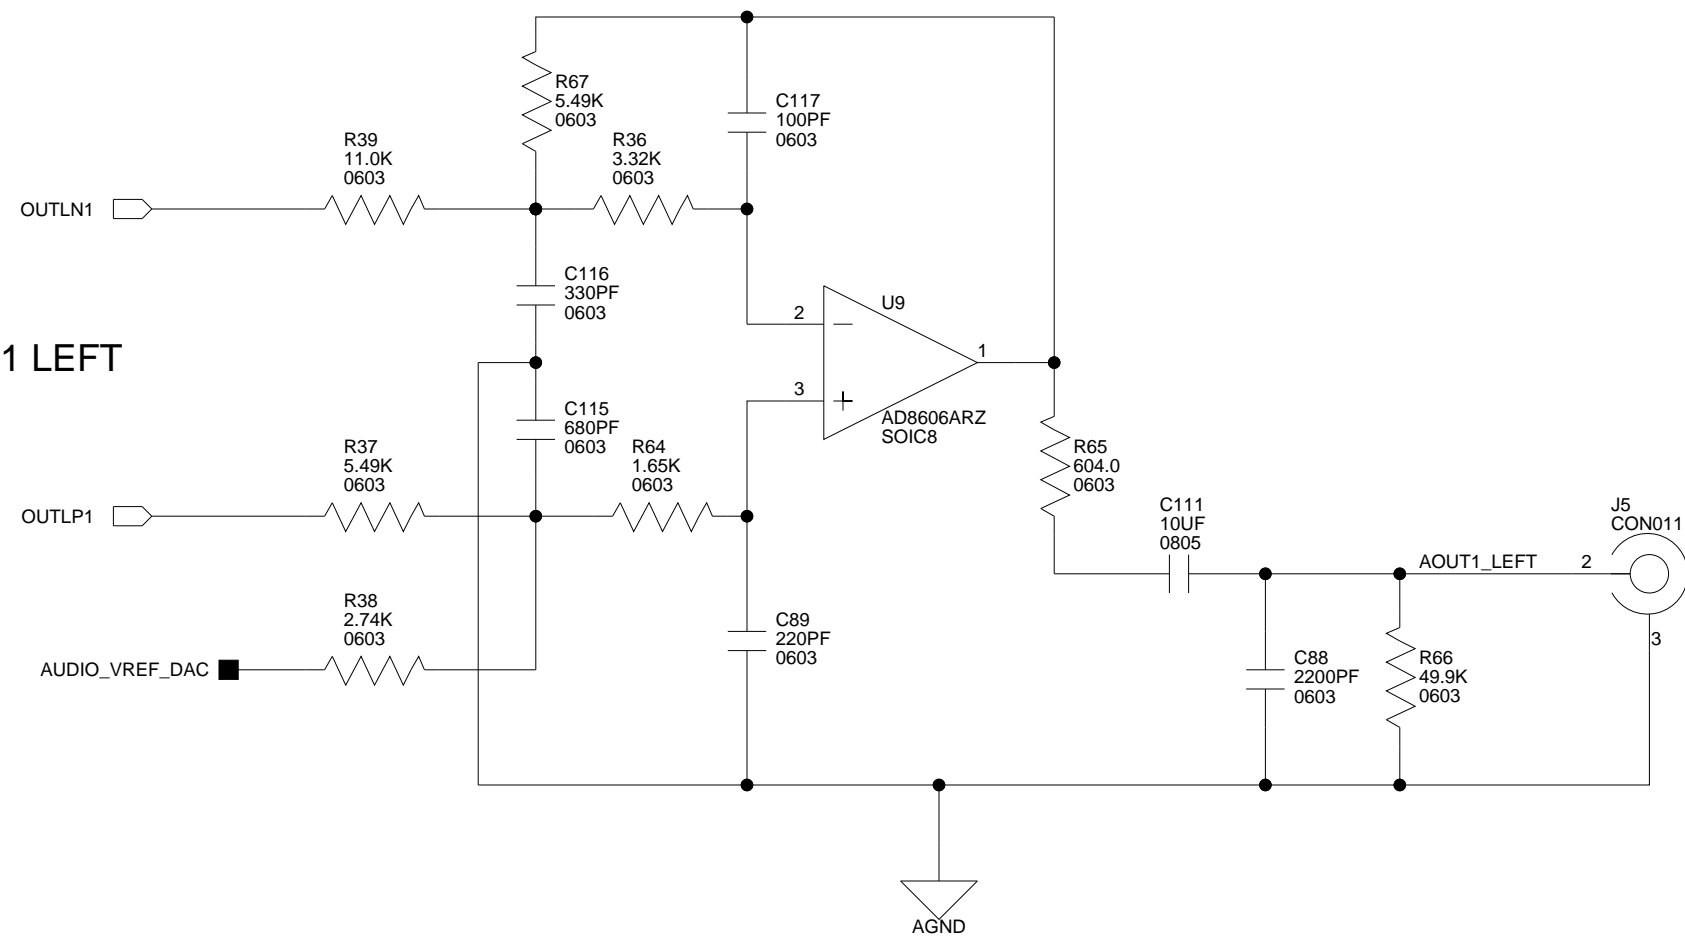 R67
5.49K
0603
C117
100PF
0603
R39
11.0K
0603
R36
3.32K
0603
OUTLN1
C116
330PF
0603
U9
2
1 LEFT
1
3
C115
680PF
0603
AD8606ARZ
SOIC8
R37
5.49K
0603
R64
1.65K
0603
R65
604.0
0603
OUTLP1
C111
10UF
0805
J5
CON011
AOUT1_LEFT
2
R38
2.74K
0603
C89
220PF
0603
3
AUDIO_VREF_DAC
C88
2200PF
0603
R66
49.9K
0603
AGND